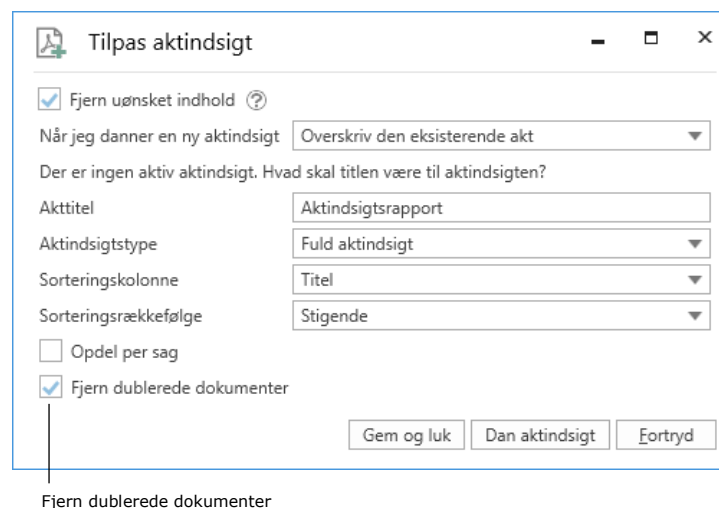 Tilpas aktindsigt
Fjern uønsket indhold ?
Når jeg danner en ny aktindsigt Overskriv den eksisterende akt
Der er ingen aktiv aktindsigt. Hvad skal titlen være til aktindsigten?
Akttitel Aktindsigtsrapport
Aktindsigtstype Fuld aktindsigt
Sorteringskolonne Titel
Sorteringsrækkefølge Stigende
Opdel per sag
Fjern dublerede dokumenter
Gem og luk Dan aktindsigt Fortryd
Fjern dublerede dokumenter